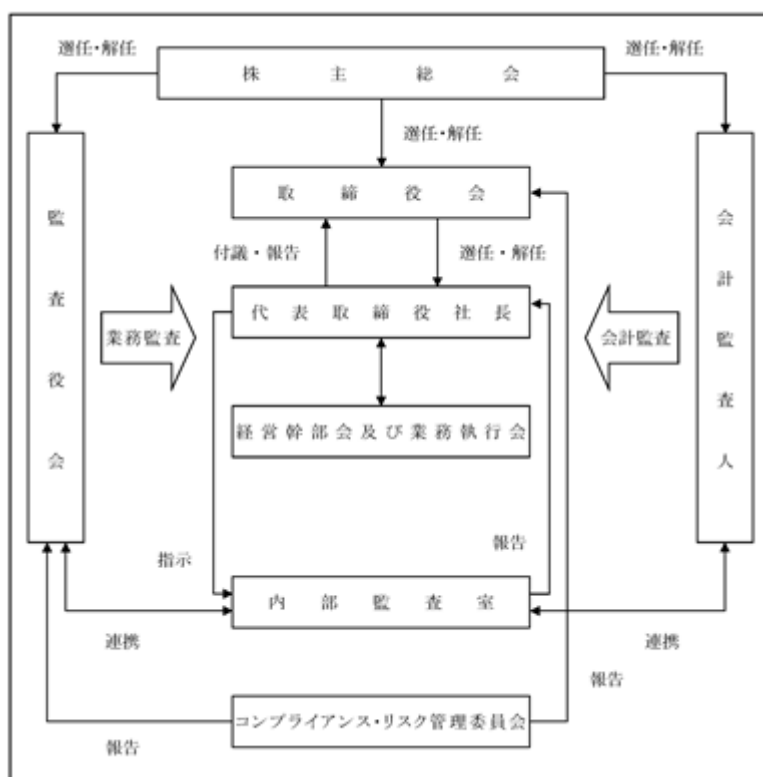 選任・解任
株主総会
選任・解任
選任・解任
取締役会
監査役会
会計監査人
付議・報告
選任・解任
代表取締役社長
業務監査
会計監査
経営幹部会及び業務執行会
指示
報告
内部監査室
連携
連携
報告
コンプライアンス・リスク管理委員会
報告